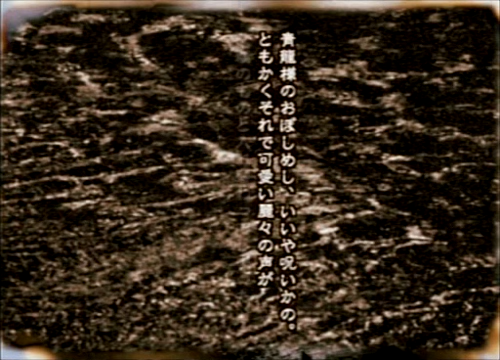 青龍様のおぼしめし、いいや呪いかの。
ともかくそれで可愛い麗々の声が